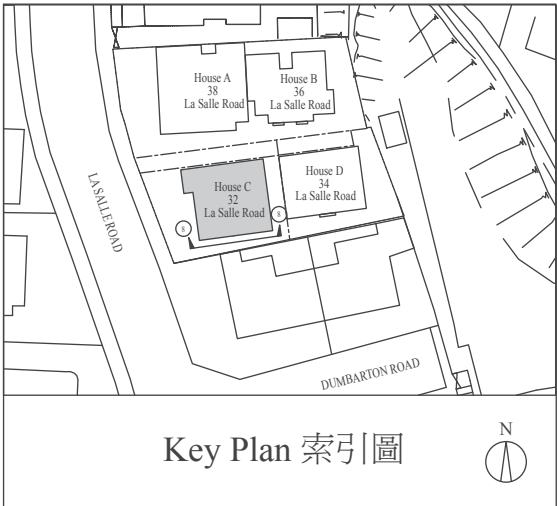 House A
38
La Salle Road
House B
36
La Salle Road
LA SALLE ROAD
House C
32
La Salle Road
House D
34
La Salle Road
8
8
DUMBARTON ROAD
Key Plan 索引圖
N